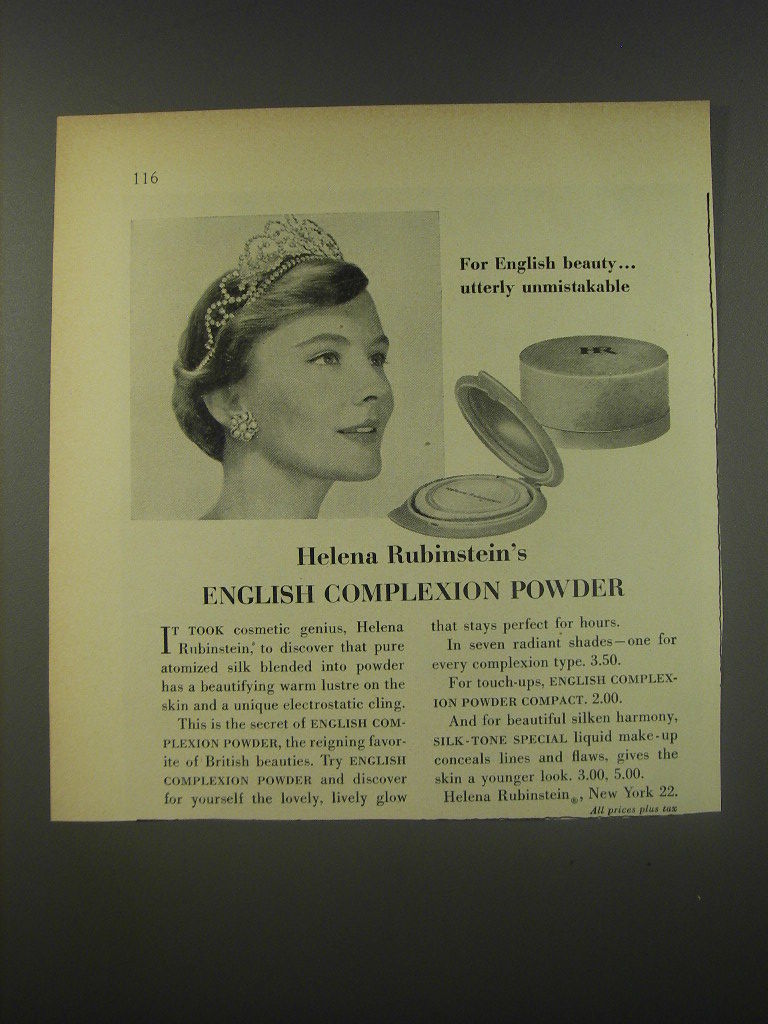 116
For English beauty...
utterly unmistakable
HR
Helena Rubinstein's
ENGLISH COMPLEXION POWDER
IT TOOK cosmetic genius, Helena
Rubinstein, to discover that pure
atomized silk blended into powder
has a beautifying warm lustre on the
skin and a unique electrostatic cling.
This is the secret of ENGLISH COM-
PLEXION POWDER, the reigning favor-
ite of British beauties. Try ENGLISH
COMPLEXION POWDER and discover
for yourself the lovely, lively glow
that stays perfect for hours.
In seven radiant shades—one for
every complexion type. 3.50.
For touch-ups, ENGLISH COMPLEX-
ION POWDER COMPACT. 2.00.
And for beautiful silken harmony,
SILK-TONE SPECIAL liquid make-up
conceals lines and flaws, gives the
skin a younger look. 3.00, 5.00.
Helena Rubinstein®, New York 22.
All prices plus tax